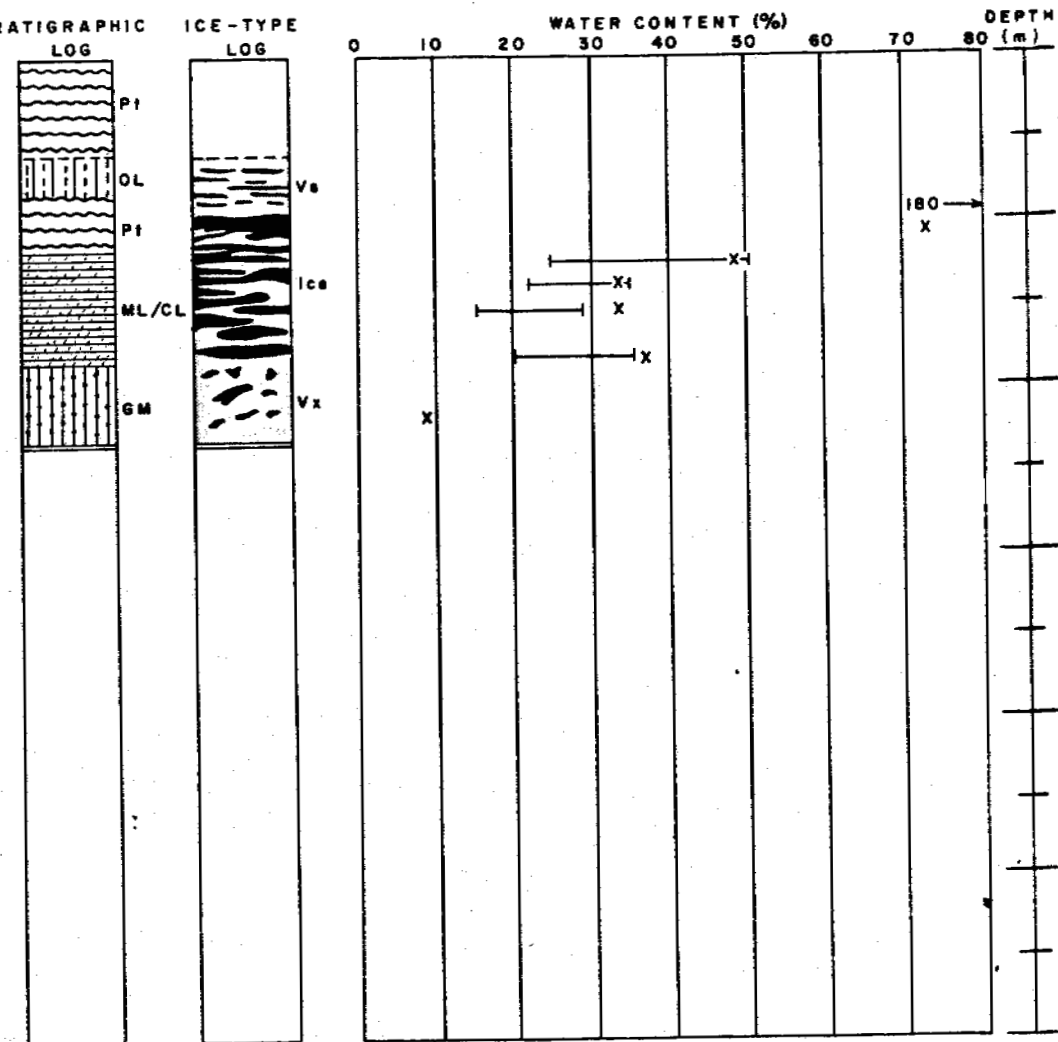 RATIGRAPHIC ICE-TYPE WATER CONTENT (%) DEPTH
LOG LOG (m)
0 10 20 30 40 50 60 70 80
Pt
OL Vs
180
Pt X
Ice X
X
ML/CL X
X
GM Vx
X